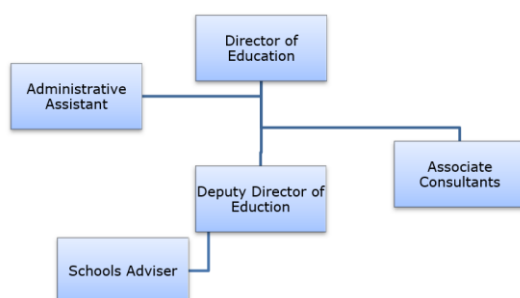 Director of
Education
Administrative
Assistant
Associate
Consultants
Deputy Director of
Eduction
Schools Adviser